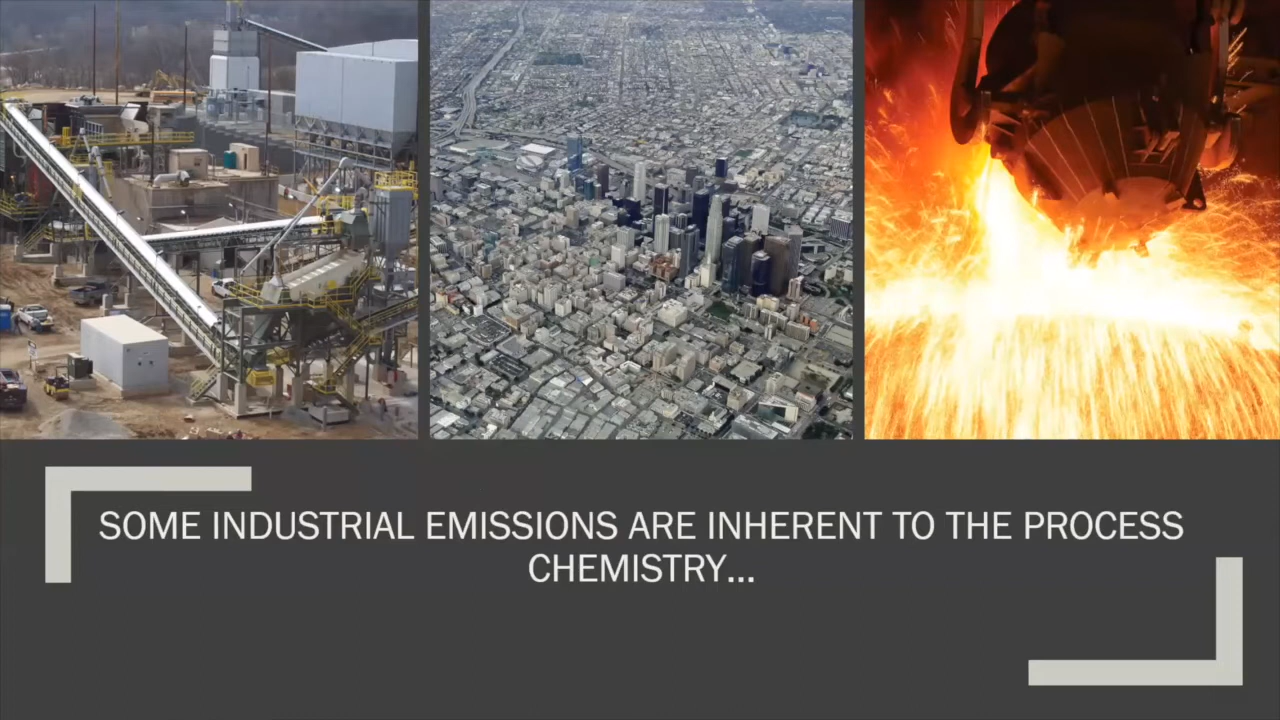 SOME INDUSTRIAL EMISSIONS ARE INHERENT TO THE PROCESS
CHEMISTRY...